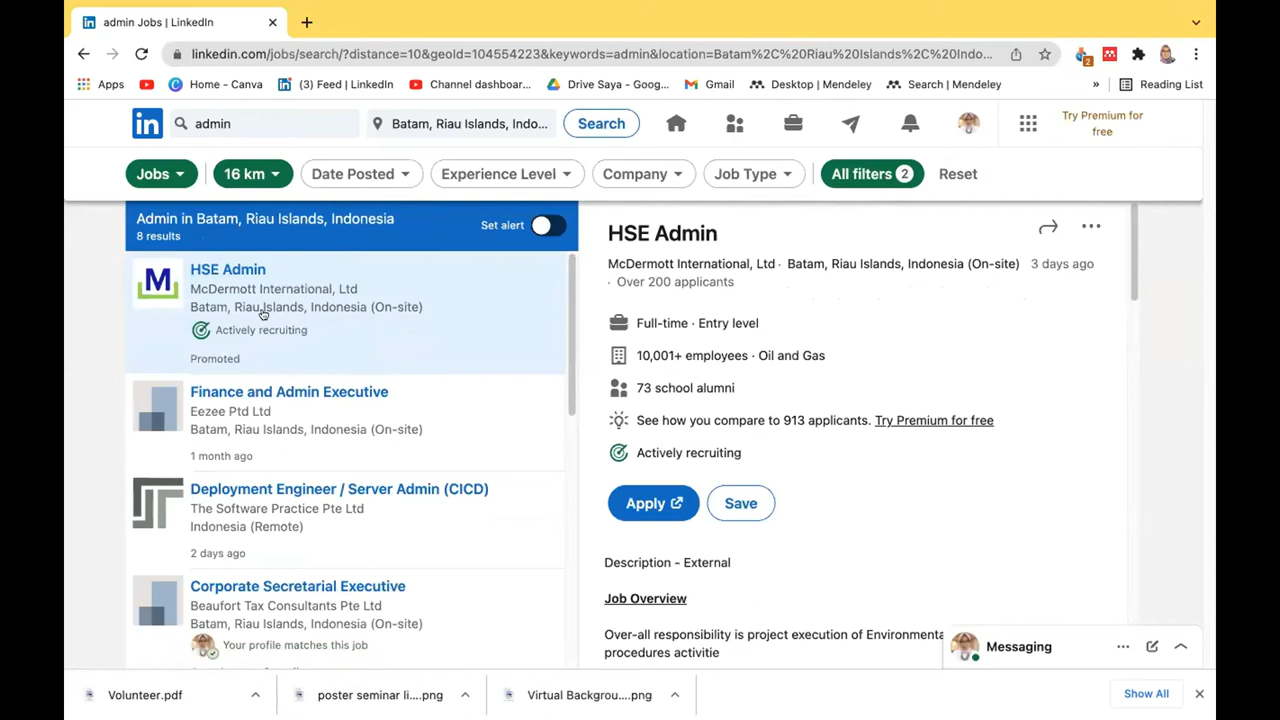 admin Jobs | LinkedIn
linkedin.com/jobs/search/?distance=10&geoId=104554223&keywords=admin&location=Batam%2C%20Riau%20Islands%2C%20Indo...
Apps
Home - Canva
(3) Feed | LinkedIn
Channel dashboar...
Drive Saya - Goog...
Gmail
Desktop | Mendeley
Search | Mendeley
»
Reading List
2
in
admin
Batam, Riau Islands, Indo...
Search
Try Premium for
free
Jobs
16 km
Date Posted
Experience Level
Company
Job Type
All filters 2
Reset
Admin in Batam, Riau Islands, Indonesia
8 results
Set alert
HSE Admin
McDermott International, Ltd
Batam, Riau Islands, Indonesia (On-site)
Actively recruiting
Promoted
Finance and Admin Executive
Eezee Ptd Ltd
Batam, Riau Islands, Indonesia (On-site)
1 month ago
Deployment Engineer / Server Admin (CICD)
The Software Practice Pte Ltd
Indonesia (Remote)
2 days ago
Corporate Secretarial Executive
Beaufort Tax Consultants Pte Ltd
Batam, Riau Islands, Indonesia (On-site)
Your profile matches this job
HSE Admin
McDermott International, Ltd · Batam, Riau Islands, Indonesia (On-site) 3 days ago
· Over 200 applicants
Full-time · Entry level
10,001+ employees · Oil and Gas
73 school alumni
See how you compare to 913 applicants. Try Premium for free
Actively recruiting
Apply
Save
Description - External
Job Overview
Over-all responsibility is project execution of Environmenta
procedures activitie
Messaging
Volunteer.pdf
poster seminar li....png
Virtual Backgrou....png
Show All